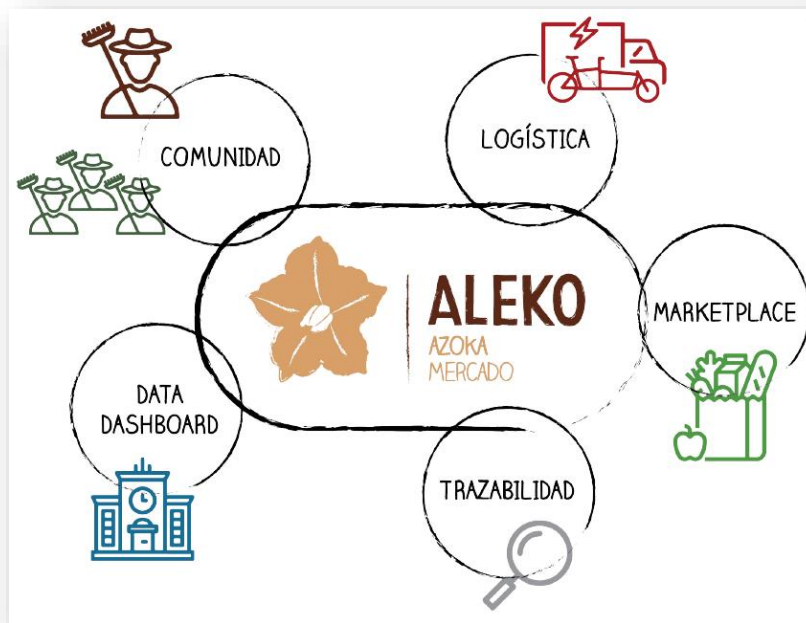 COMUNIDAD
LOGÍSTICA
ALEKO
AZOKA
MERCADO
MARKETPLACE
DATA
DASHBOARD
TRAZABILIDAD